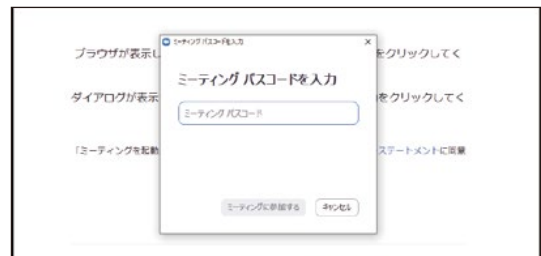 ミーティング パスコードを入力
ブラウザが表示し
をクリックしてく
ミーティング パスコードを入力
ダイアログが表示
をクリックしてく
ミーティング パスコード
「ミーティングを起動
ステートメントに同意
ミーティングに参加する
キャンセル